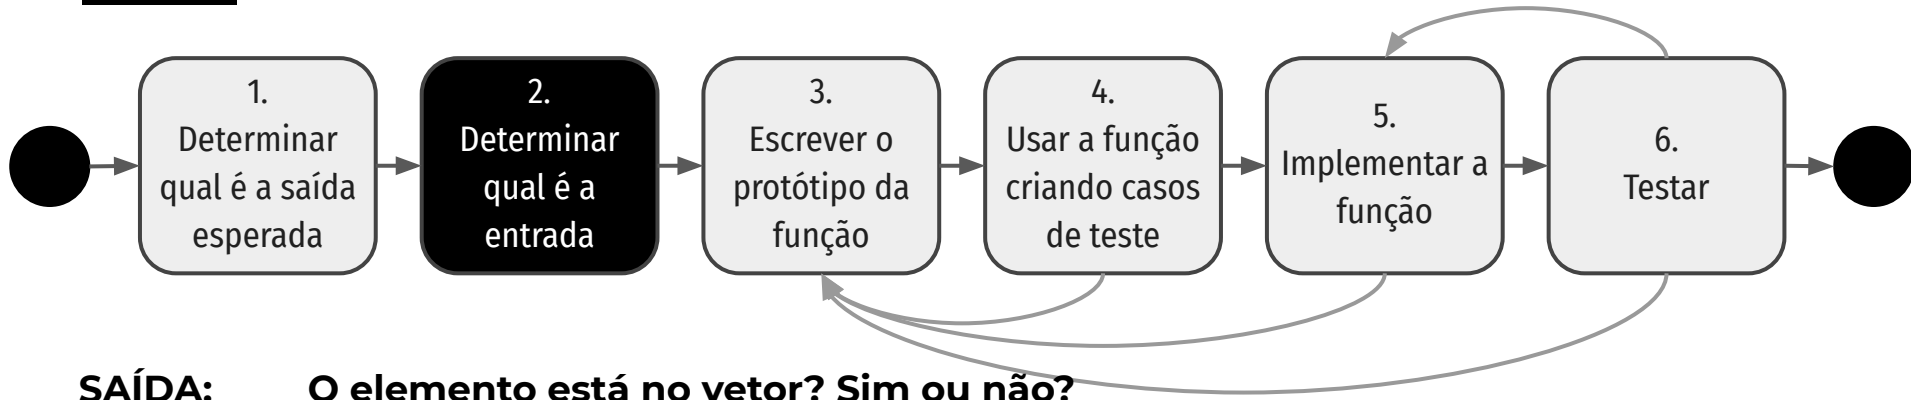 1.
Determinar
qual é a saída
esperada
2.
Determinar
qual é a
entrada
3.
Escrever o
protótipo da
função
4.
Usar a função
criando casos
de teste
5.
Implementar a
função
6.
Testar
SAÍDA: O elemento está no vetor? Sim ou não?